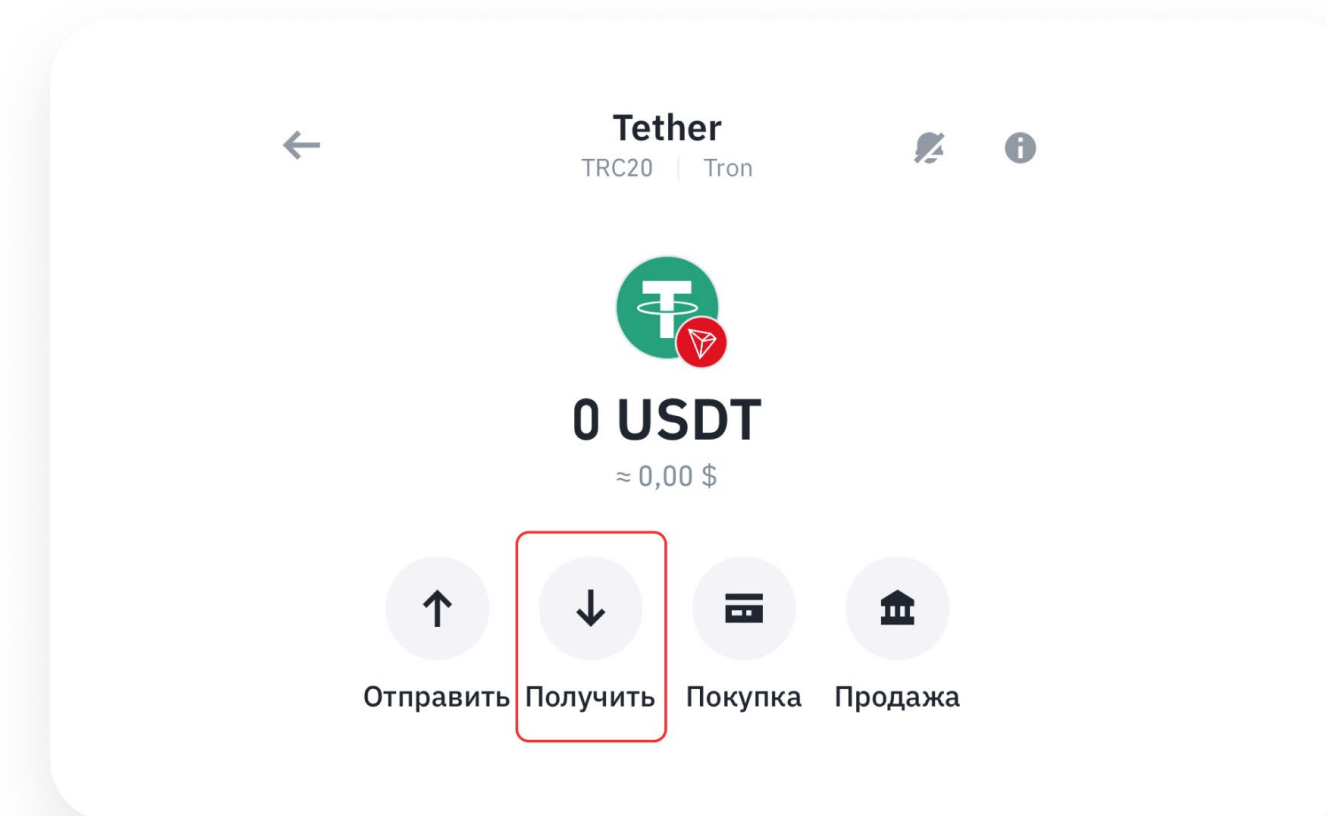 Tether
TRC20 | Tron
0 USDT
≈ 0,00 $
Отправить Получить Покупка Продажа